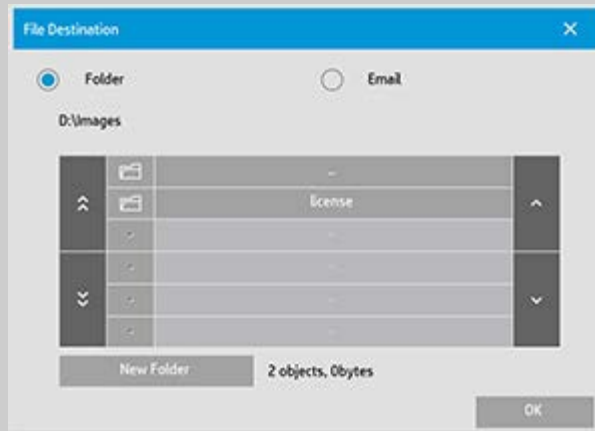 File Destination
Folder
Email
D:\Images
..
license
New Folder
2 objects, 0bytes
OK